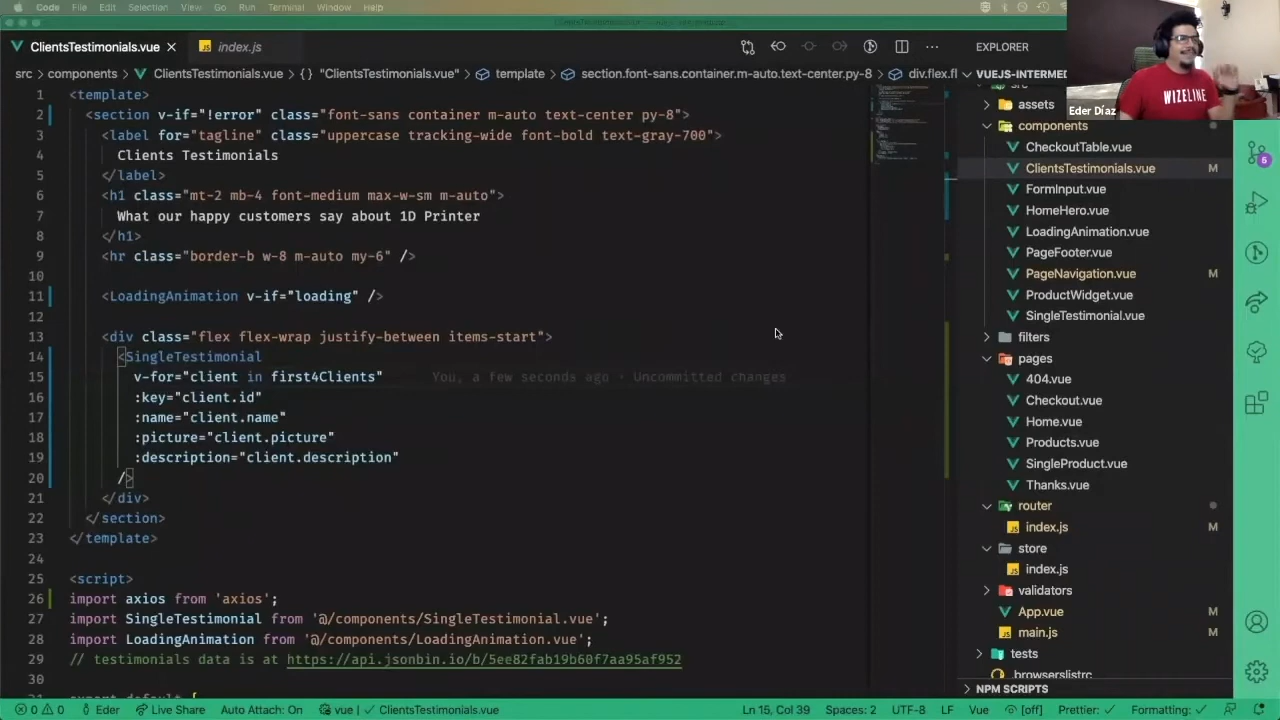 Code File Edit Selection View Go Run Terminal Window Help
ClientsTestimonials.vue index.js
EXPLORER
src components ClientsTestimonials.vue {} "ClientsTestimonials.vue" template section.font-sans.container.m-auto.text-center.py-8 div.flex.fl
VUEJS-INTERMED
WIZELINE
Eder Díaz
1 <template>
2 <section v-if="!error" class="font-sans container m-auto text-center py-8">
3 <label for="tagline" class="uppercase tracking-wide font-bold text-gray-700">
4 Clients Testimonials
5 </label>
6 <h1 class="mt-2 mb-4 font-medium max-w-sm m-auto">
7 What our happy customers say about 1D Printer
8 </h1>
9 <hr class="border-b w-8 m-auto my-6" />
10
11 <LoadingAnimation v-if="loading" />
12
13 <div class="flex flex-wrap justify-between items-start">
14 <SingleTestimonial
15 v-for="client in first4Clients" You, a few seconds ago • Uncommitted changes
16 :key="client.id"
17 :name="client.name"
18 :picture="client.picture"
19 :description="client.description"
20 />
21 </div>
22 </section>
23 </template>
24
25 <script>
26 import axios from 'axios';
27 import SingleTestimonial from '@/components/SingleTestimonial.vue';
28 import LoadingAnimation from '@/components/LoadingAnimation.vue';
29 // testimonials data is at https://api.jsonbin.io/b/5ee82fab19b60f7aa95af952
30
export default {
src
assets
components
CheckoutTable.vue
ClientsTestimonials.vue M
FormInput.vue
HomeHero.vue
LoadingAnimation.vue
PageFooter.vue
PageNavigation.vue M
ProductWidget.vue
SingleTestimonial.vue
filters
pages
404.vue
Checkout.vue
Home.vue
Products.vue
SingleProduct.vue
Thanks.vue
router
index.js M
store
index.js
validators
App.vue M
main.js M
tests
.browserslistrc
NPM SCRIPTS
6
0 0 Eder Live Share Auto Attach: On vue ClientsTestimonials.vue Ln 15, Col 39 Spaces: 2 UTF-8 LF Vue [off] Prettier: ✓ Formatting: ✓